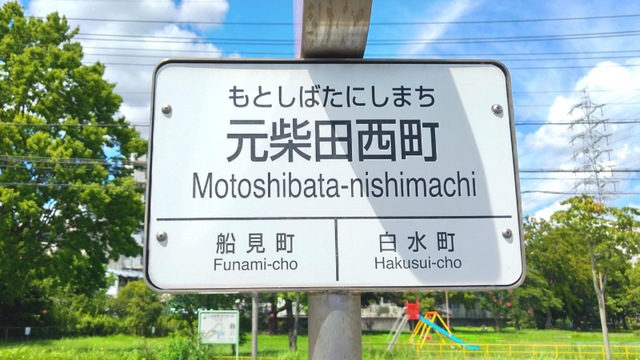 もとしばたにしまち
元柴田西町
Motoshibata-nishimachi
船見町
Funami-cho
白水町
Hakusui-cho